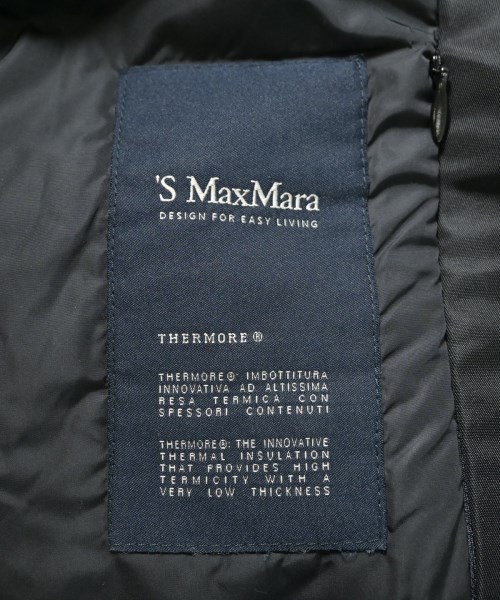 'S MaxMara
DESIGN FOR EASY LIVING
THERMORE®
THERMORE®: IMBOTTITURA
INNOVATIVA AD ALTISSIMA
RESA TERMICA CON
SPESSORI CONTENUTI
THERMORE®: THE INNOVATIVE
THERMAL INSULATION
THAT PROVIDES HIGH
TERMICITY WITH A
VERY LOW THICKNESS